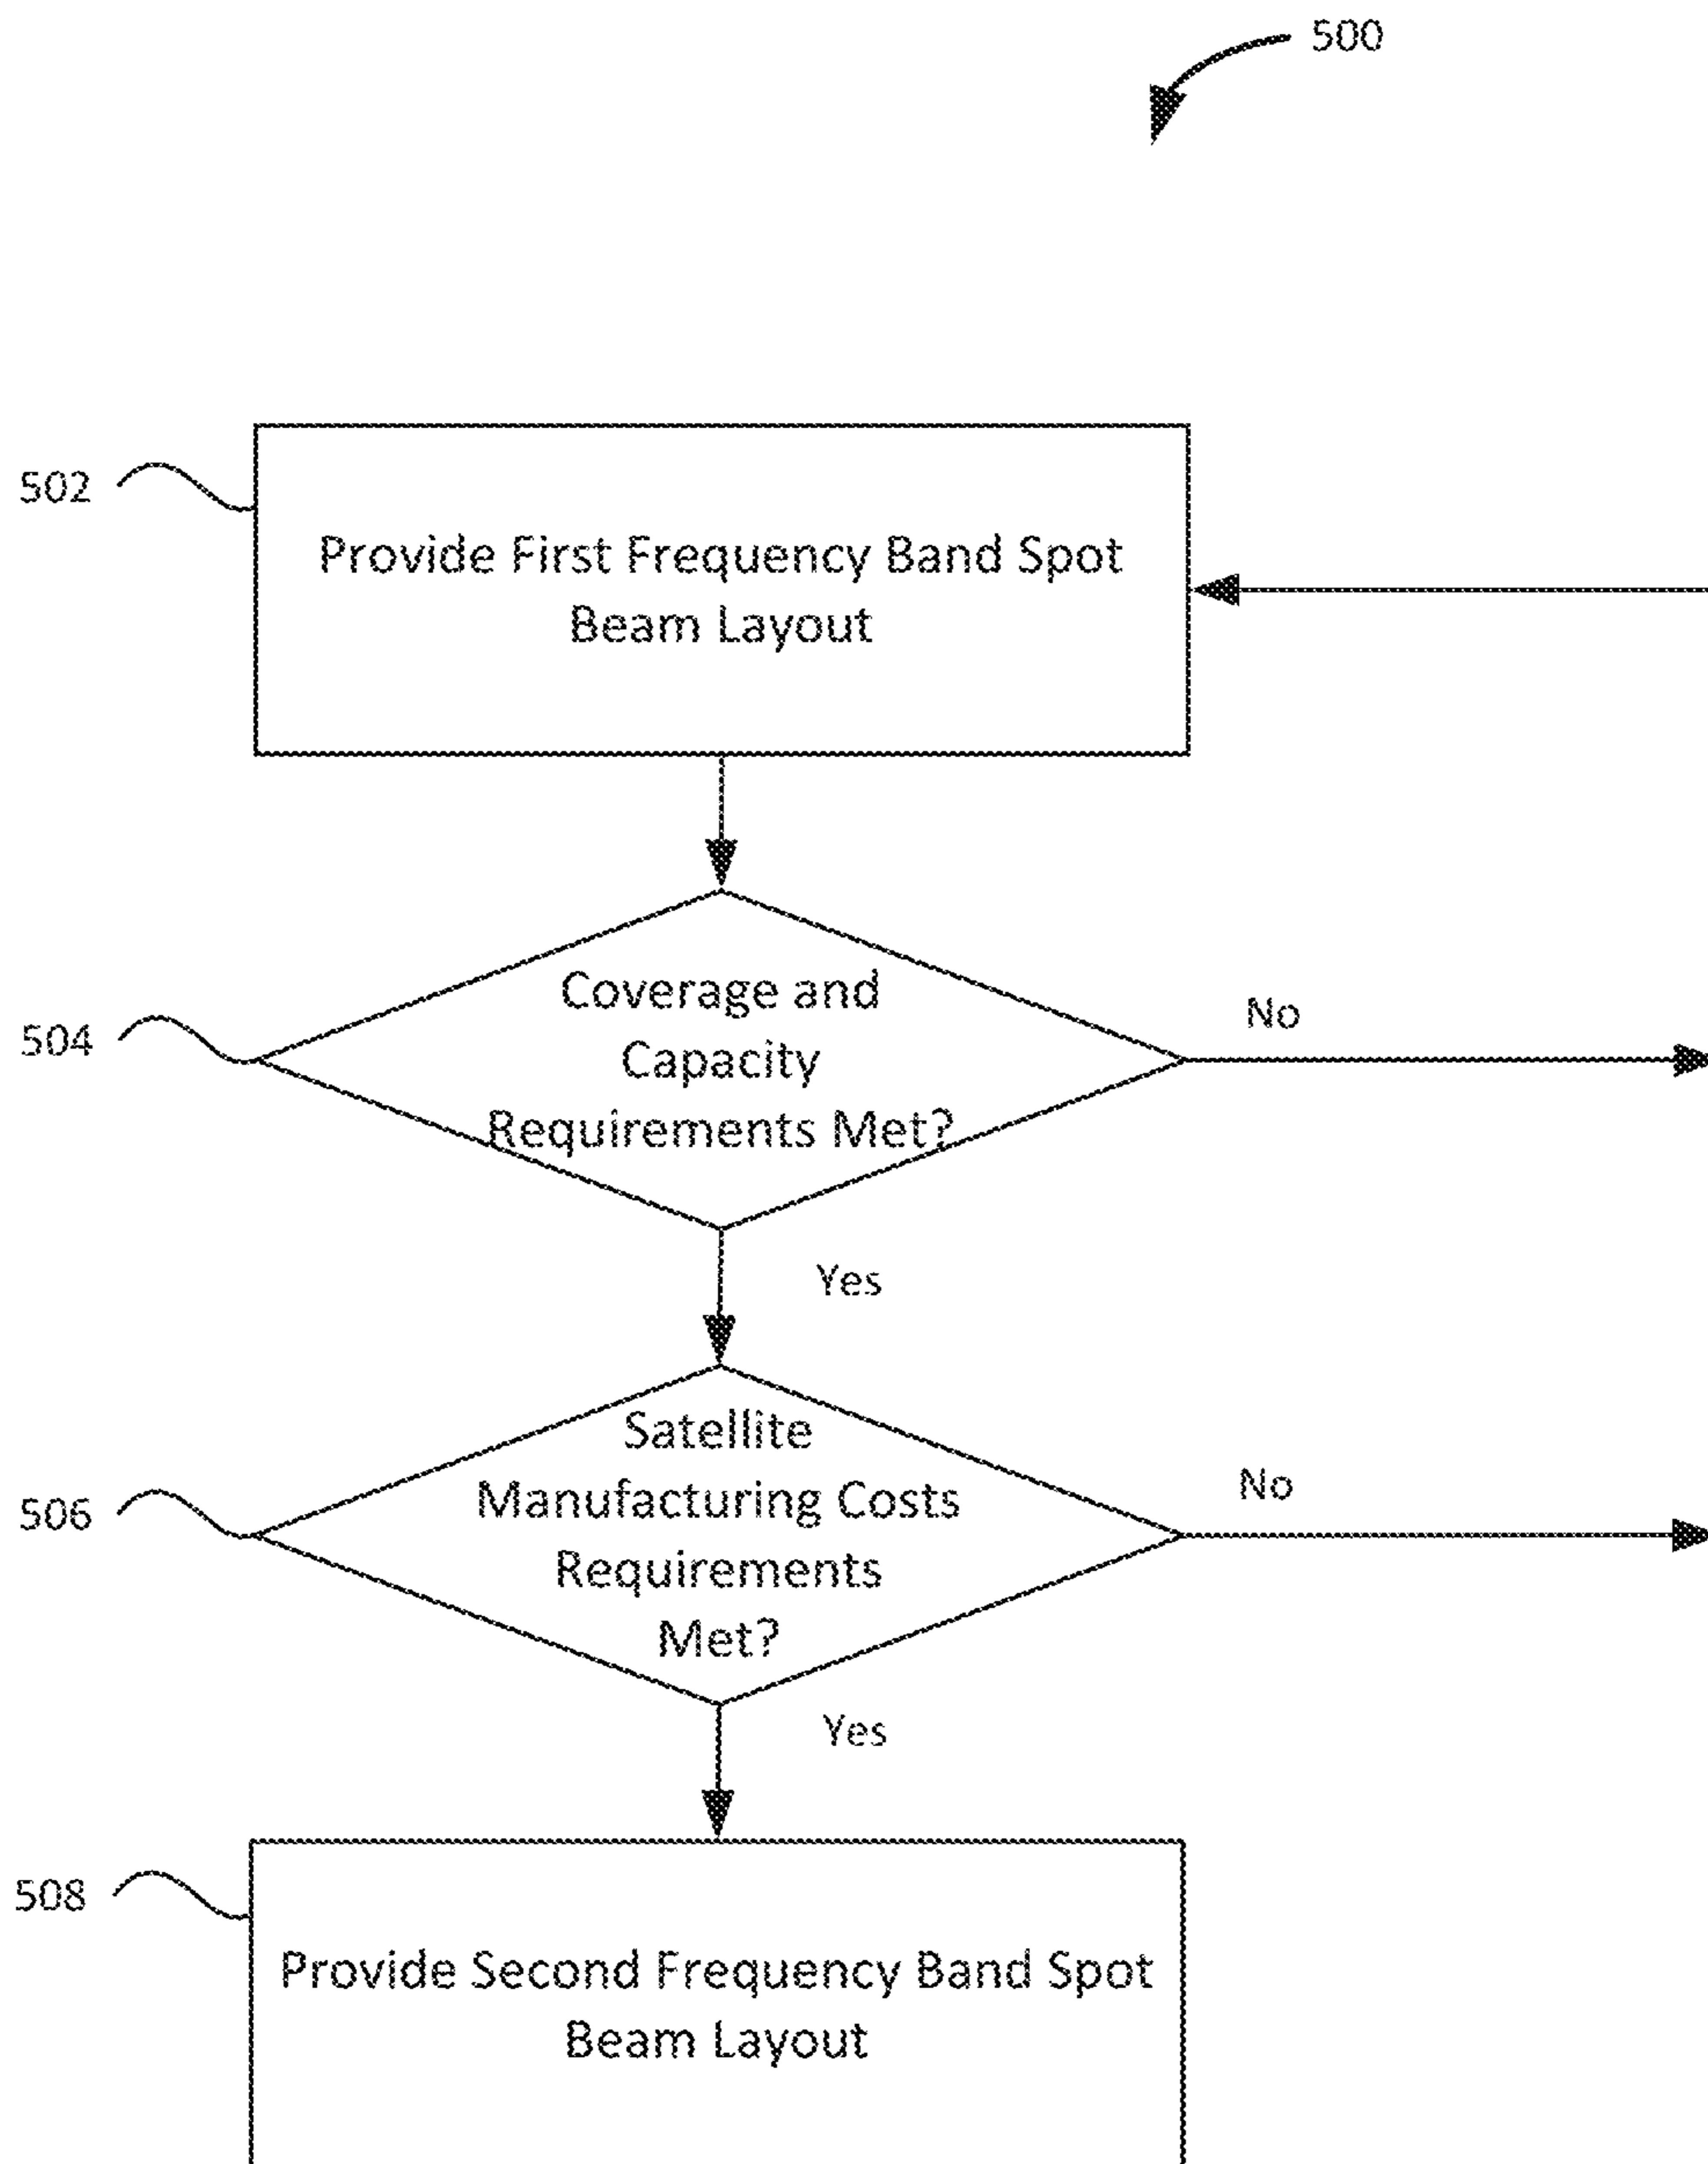 500
502
Provide First Frequency Band Spot
Beam Layout
504
Coverage and
Capacity
Requirements Met?
No
Yes
506
Satellite
Manufacturing Costs
Requirements
Met?
No
Yes
508
Provide Second Frequency Band Spot
Beam Layout